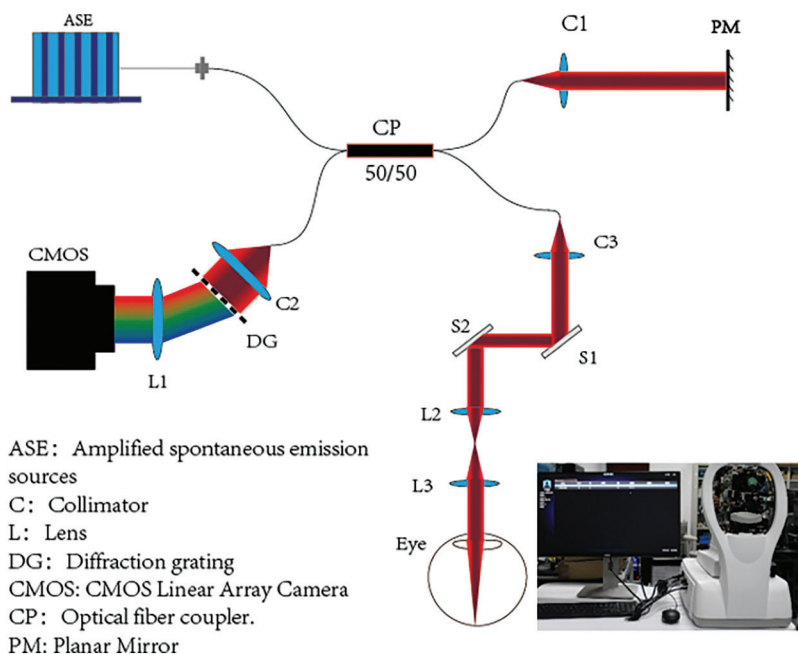 ASE
C1
PM
CP
50/50
CMOS
C2
DG
L1
C3
S2
S1
L2
L3
Eye
ASE: Amplified spontaneous emission
sources
C: Collimator
L: Lens
DG: Diffraction grating
CMOS: CMOS Linear Array Camera
CP: Optical fiber coupler.
PM: Planar Mirror